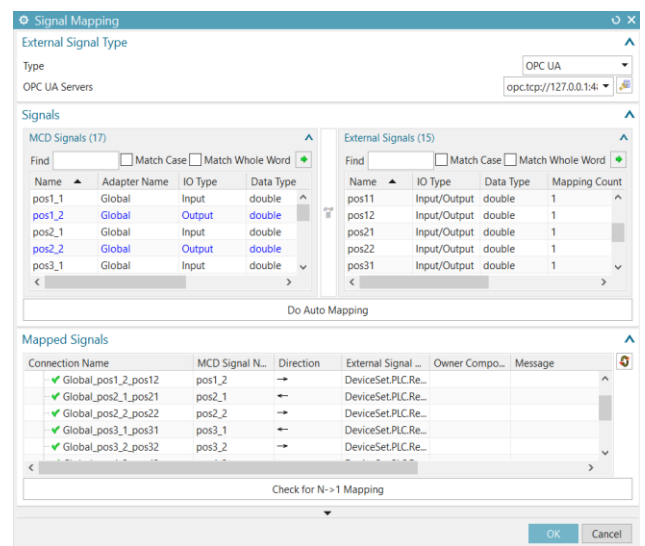 Signal Mapping
External Signal Type
Type OPC UA
OPC UA Servers opc.tcp://127.0.0.1:4
Signals
MCD Signals (17)
Find Match Case Match Whole Word
Name Adapter Name IO Type Data Type
pos1_1 Global Input double
pos1_2 Global Output double
pos2_1 Global Input double
pos2_2 Global Output double
pos3_1 Global Input double
External Signals (15)
Find Match Case Match Whole Word
Name IO Type Data Type Mapping Count
pos11 Input/Output double 1
pos12 Input/Output double 1
pos21 Input/Output double 1
pos22 Input/Output double 1
pos31 Input/Output double 1
Do Auto Mapping
Mapped Signals
Connection Name MCD Signal N... Direction External Signal ... Owner Compo... Message
Global_pos1_2_pos12 pos1_2 → DeviceSet.PLC.Re...
Global_pos2_1_pos21 pos2_1 ← DeviceSet.PLC.Re...
Global_pos2_2_pos22 pos2_2 → DeviceSet.PLC.Re...
Global_pos3_1_pos31 pos3_1 ← DeviceSet.PLC.Re...
Global_pos3_2_pos32 pos3_2 → DeviceSet.PLC.Re...
Check for N->1 Mapping
OK Cancel